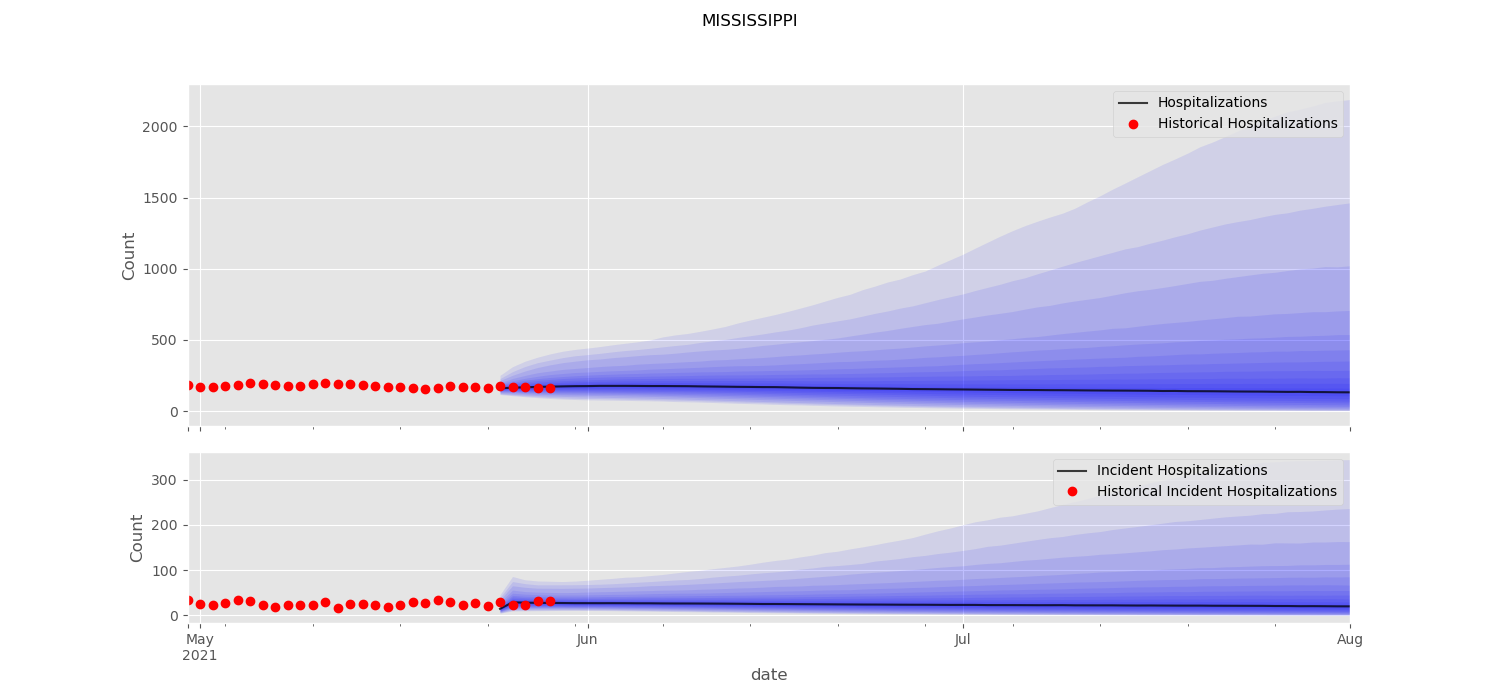 MISSISSIPPI
Hospitalizations
Historical Hospitalizations
2000
1500
1000
500
0
Count
Incident Hospitalizations
Historical Incident Hospitalizations
300
200
100
0
Count
May
2021
Jun
Jul
Aug
date